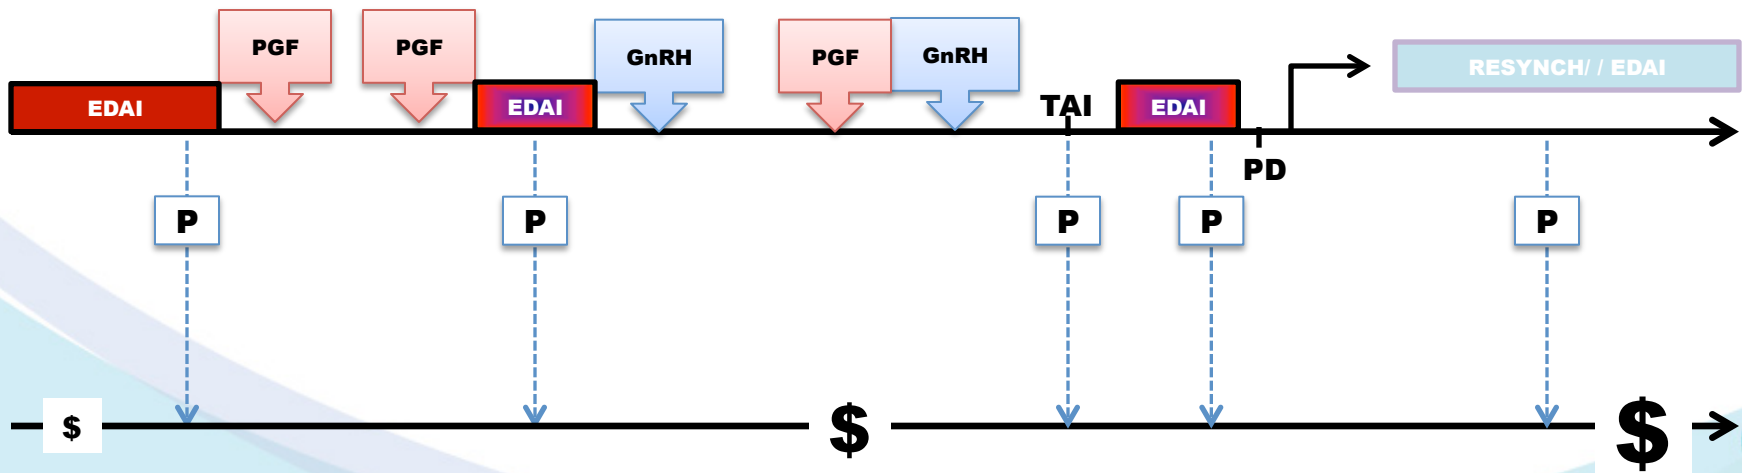 PGF
PGF
GnRH
PGF
GnRH
RESYNCH/ / EDAI
EDAI
EDAI
TAI
EDAI
PD
P
P
P
P
P
$
$
$